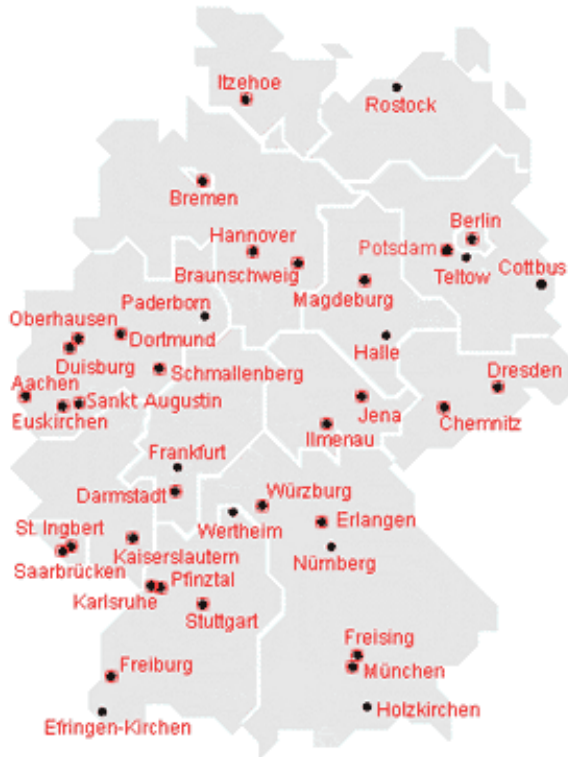 Itzehoe
Rostock
Bremen
Berlin
Hannover
Potsdam
Braunschweig
Teltow
Cottbus
Magdeburg
Paderborn
Oberhausen
Dortmund
Halle
Duisburg
Dresden
Schmallenberg
Aachen
Sankt Augustin
Jena
Euskirchen
Chemnitz
Ilmenau
Frankfurt
Würzburg
Darmstadt
Wertheim
Erlangen
St. Ingbert
Kaiserslautern
Nürnberg
Saarbrücken
Pfinztal
Karlsruhe
Stuttgart
Freising
Freiburg
München
Holzkirchen
Efringen-Kirchen